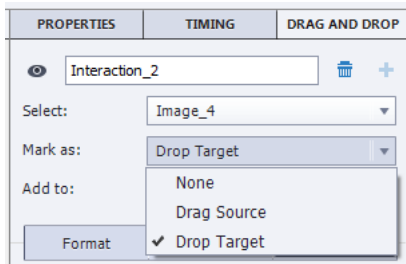 PROPERTIES TIMING DRAG AND DROP
Interaction_2
Select: Image_4
Mark as: Drop Target
Add to: None
Drag Source
Format Drop Target